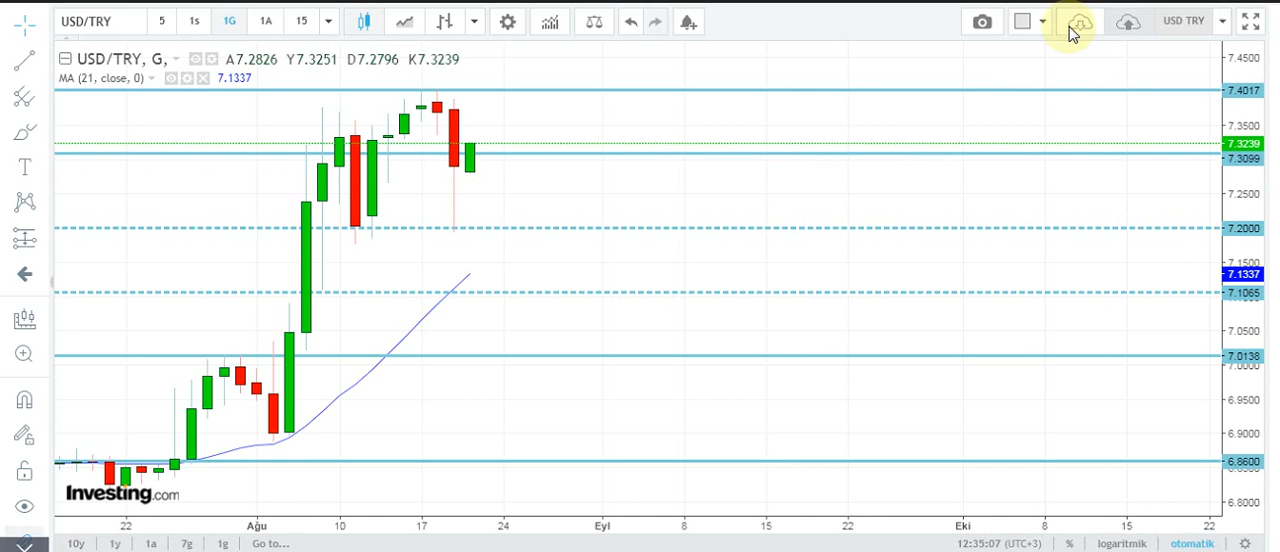 USD/TRY 5 1s 1G 1A 15 USD TRY
USD/TRY, G, A7.2826 Y7.3251 D7.2796 K7.3239
MA (21, close, 0) 7.1337
7.4500
7.4017
7.3500
7.3239
7.3099
7.2500
7.2000
7.1500
7.1337
7.1065
7.0500
7.0138
7.0000
6.9500
6.9000
6.8600
6.8000
Investing.com
22 Ağu 10 17 24 Eyl 8 15 22 Eki 8 15 22
10y 1y 1a 7g 1g Go to... 12:35:07 (UTC+3) % logaritmik otomatik